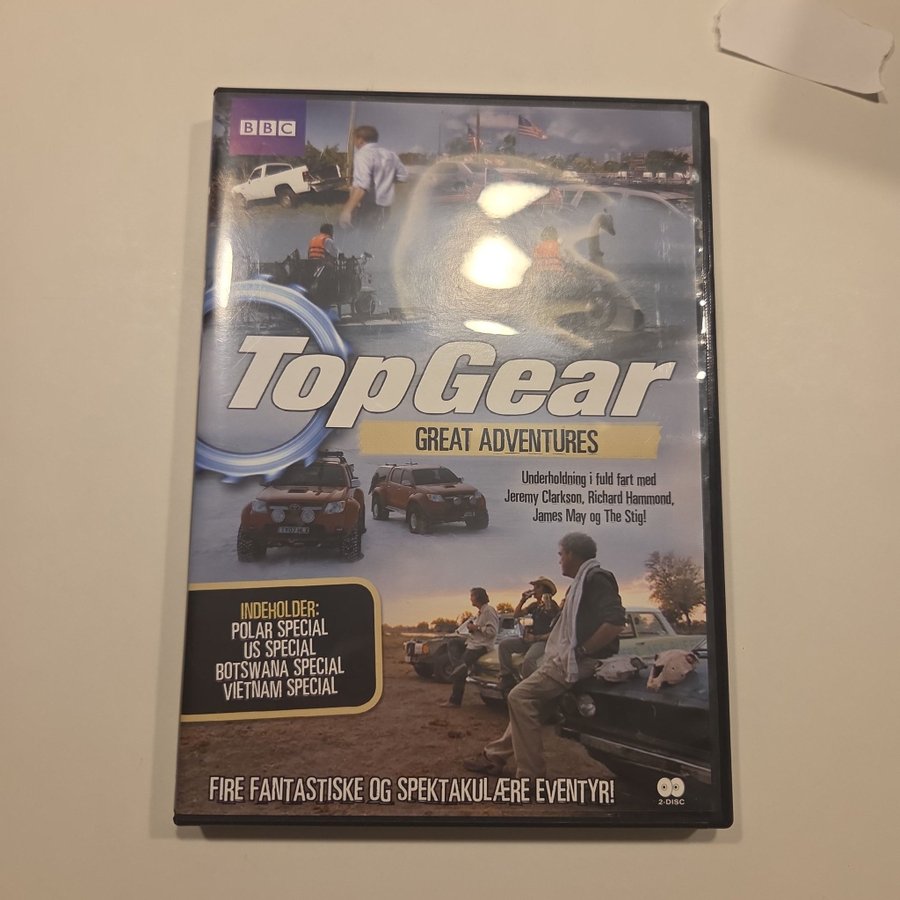 BBC
TopGear
GREAT ADVENTURES
Underholdning i fuld fart med
Jeremy Clarkson, Richard Hammond,
James May og The Stig!
INDEHOLDER:
POLAR SPECIAL
US SPECIAL
BOTSWANA SPECIAL
VIETNAM SPECIAL
FIRE FANTASTISKE OG SPEKTAKULÆRE EVENTYR!
2-DISC